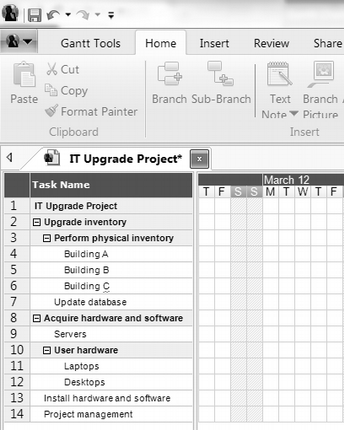 Gantt Tools Home Insert Review Share
Cut
Copy
Format Painter
Paste
Branch Sub-Branch
Text Note
Branch Picture
Clipboard
Insert
IT Upgrade Project* x
Task Name
March 12
T F S S M T W T F
1 IT Upgrade Project
2 Upgrade inventory
3 Perform physical inventory
4 Building A
5 Building B
6 Building C
7 Update database
8 Acquire hardware and software
9 Servers
10 User hardware
11 Laptops
12 Desktops
13 Install hardware and software
14 Project management